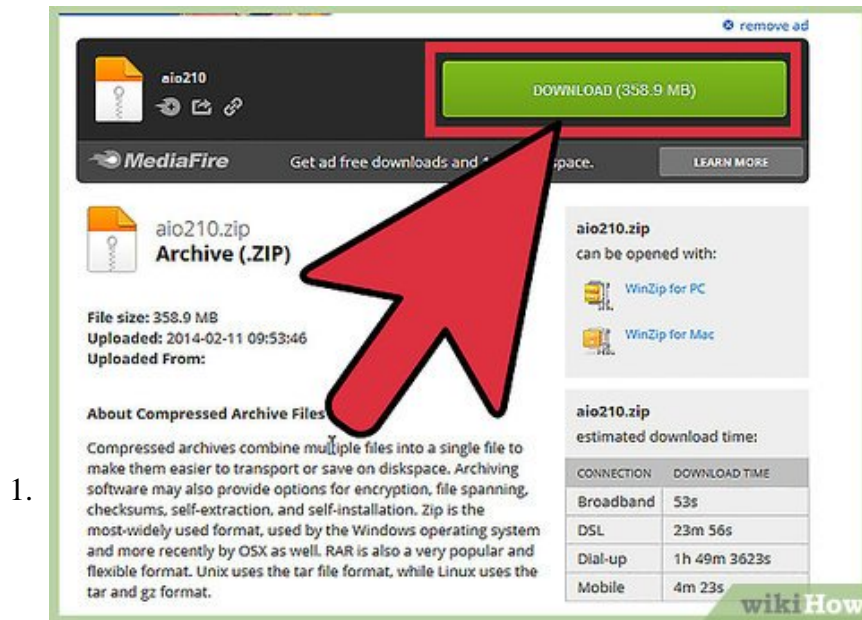 remove ad
aio210
DOWNLOAD (358.9 MB)
MediaFire
Get ad free downloads and space.
LEARN MORE
aio210.zip
Archive (.ZIP)
File size: 358.9 MB
Uploaded: 2014-02-11 09:53:46
Uploaded From:
About Compressed Archive Files
Compressed archives combine multiple files into a single file to
make them easier to transport or save on diskspace. Archiving
software may also provide options for encryption, file spanning,
checksums, self-extraction, and self-installation. Zip is the
most-widely used format, used by the Windows operating system
and more recently by OSX as well. RAR is also a very popular and
flexible format. Unix uses the tar file format, while Linux uses the
tar and gz format.
aio210.zip
can be opened with:
WinZip for PC
WinZip for Mac
aio210.zip
estimated download time:
CONNECTION DOWNLOAD TIME
Broadband 53s
DSL 23m 56s
Dial-up 1h 49m 3623s
Mobile 4m 23s
1.
wikiHow